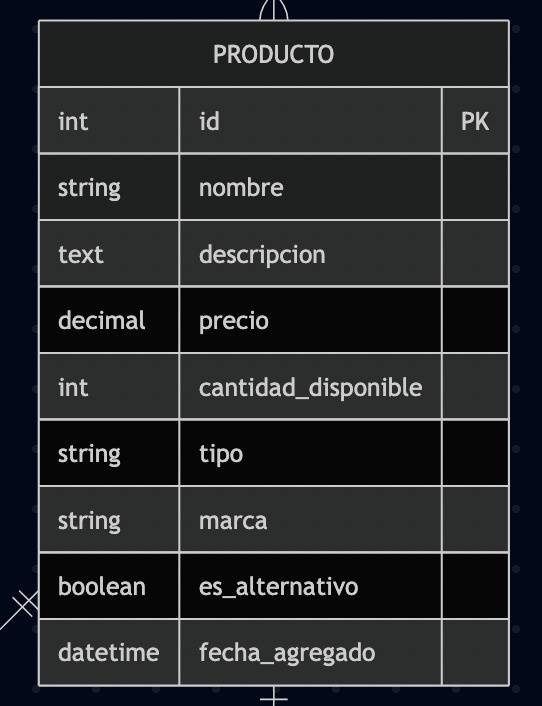 PRODUCTO
int id PK
string nombre
text descripcion
decimal precio
int cantidad_disponible
string tipo
string marca
boolean es_alternativo
datetime fecha_agregado